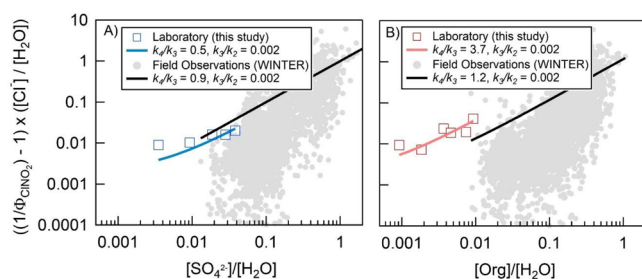 A)
Laboratory (this study)
k₄/k₃ = 0.5, k₃/k₂ = 0.002
Field Observations (WINTER)
k₄/k₃ = 0.9, k₃/k₂ = 0.002
B)
Laboratory (this study)
k₄/k₃ = 3.7, k₃/k₂ = 0.002
Field Observations (WINTER)
k₄/k₃ = 1.2, k₃/k₂ = 0.002
((1/Φ_ClNO₂) - 1) x ([Cl⁻] / [H₂O])
10
1
0.1
0.01
0.001
0.0001
0.001 0.01 0.1 1
0.001 0.01 0.1 1
[SO₄²⁻]/[H₂O]
[Org]/[H₂O]